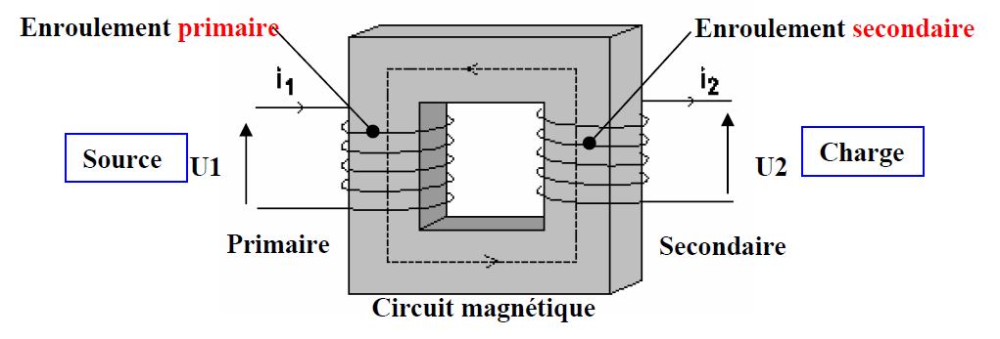 Enroulement primaire
Enroulement secondaire
i1
i2
Source
U1
U2
Charge
Primaire
Secondaire
Circuit magnétique